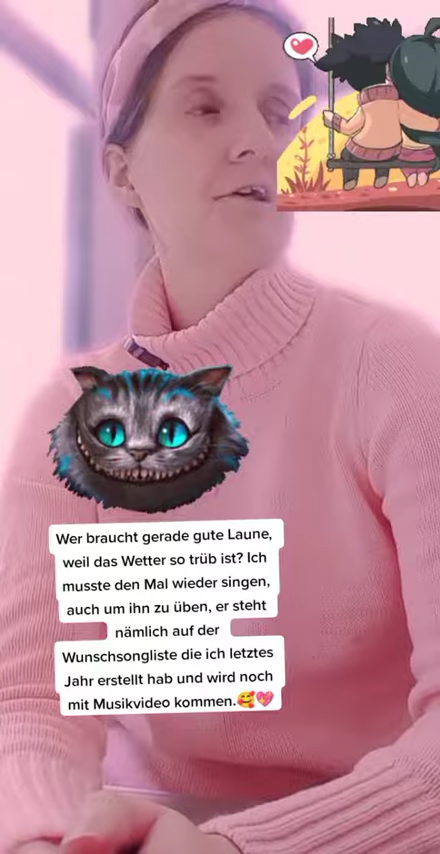 Wer braucht gerade gute Laune,
weil das Wetter so trüb ist? Ich
musste den Mal wieder singen,
auch um ihn zu üben, er steht
nämlich auf der
Wunschsongliste die ich letztes
Jahr erstellt hab und wird noch
mit Musikvideo kommen.🥰💖